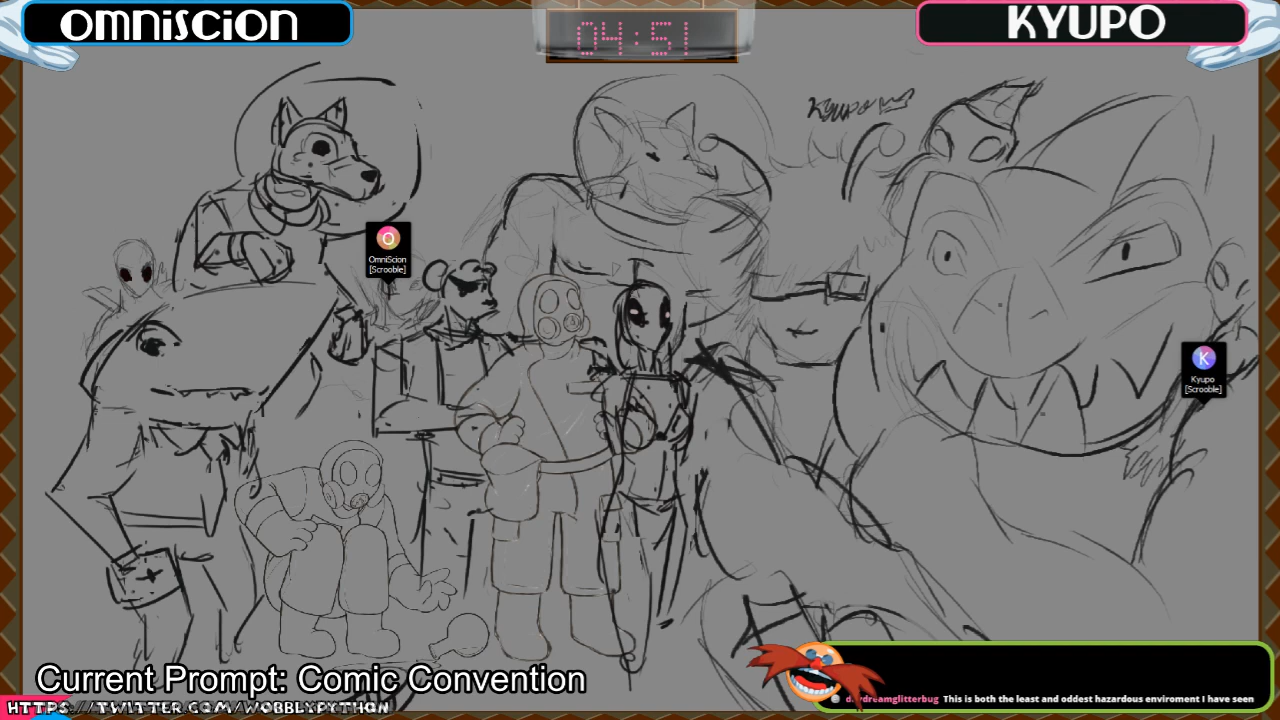 OMNISCION
04:51
KYUPO
Kyupo
O
OmniScion
[Scrooble]
K
Kyupo
[Scrooble]
Current Prompt: Comic Convention
HTTPS://TWITTER.COM/WOBBLYPYTHON
daydreamglitterbug This is both the least and oddest hazardous enviroment I have seen